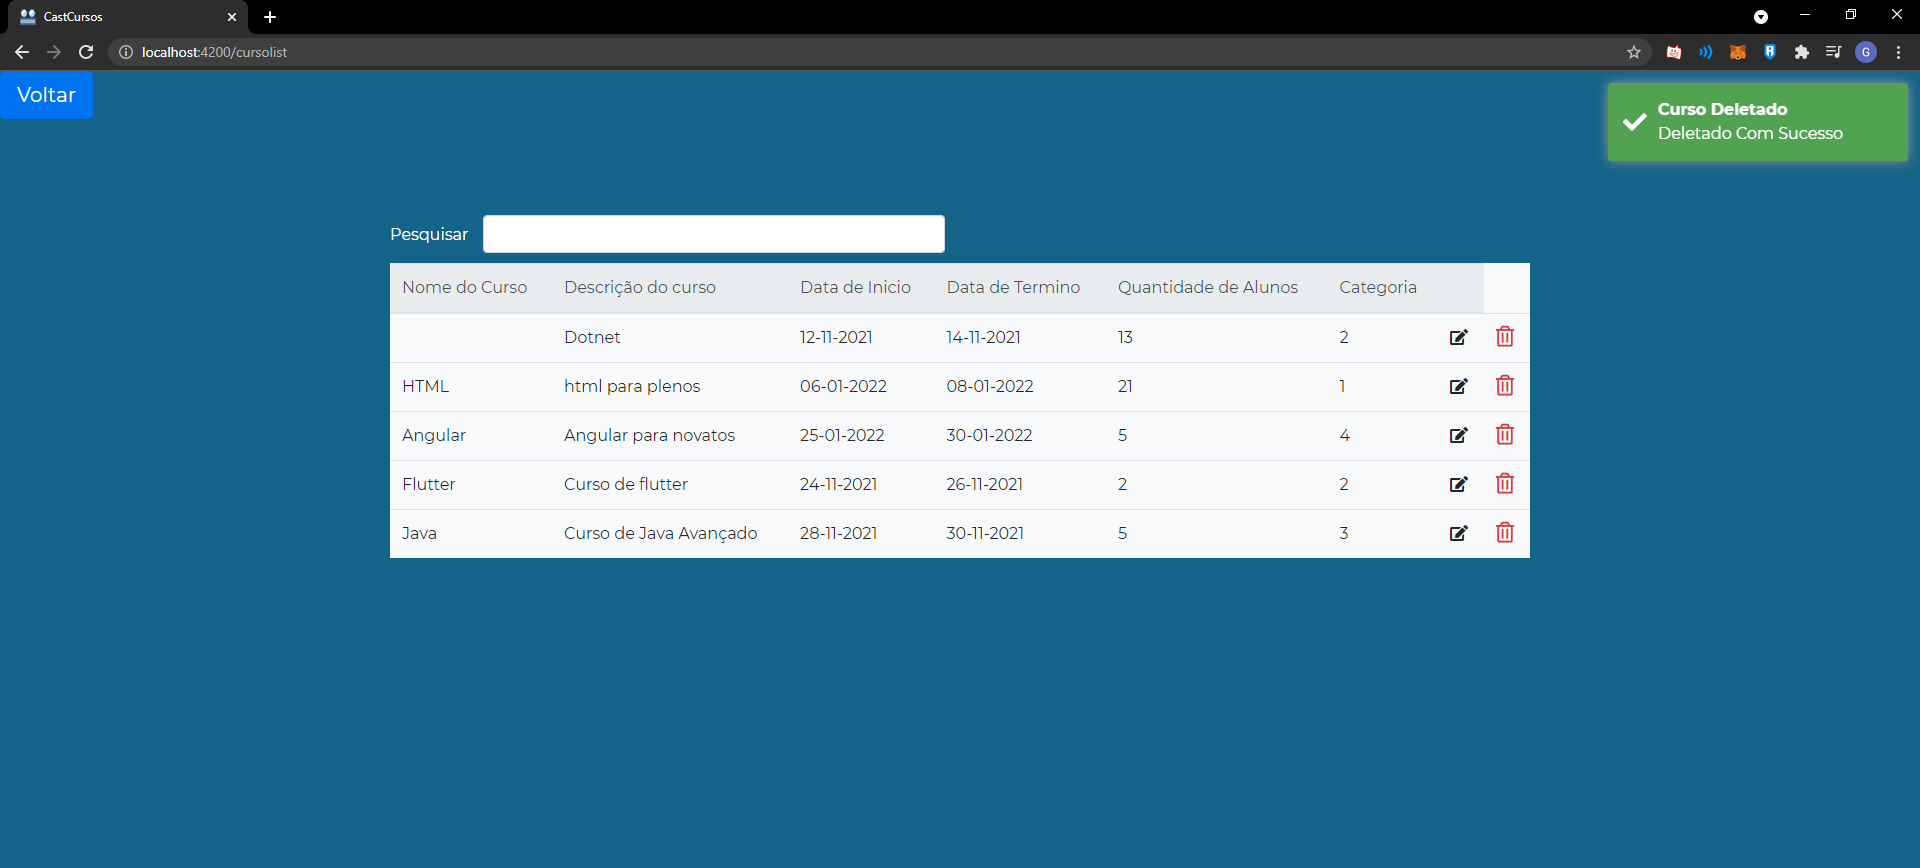 CastCursos
localhost:4200/cursolist
G
Voltar
Curso Deletado
Deletado Com Sucesso
Pesquisar
Nome do Curso Descrição do curso Data de Inicio Data de Termino Quantidade de Alunos Categoria
Dotnet 12-11-2021 14-11-2021 13 2
HTML html para plenos 06-01-2022 08-01-2022 21 1
Angular Angular para novatos 25-01-2022 30-01-2022 5 4
Flutter Curso de flutter 24-11-2021 26-11-2021 2 2
Java Curso de Java Avançado 28-11-2021 30-11-2021 5 3